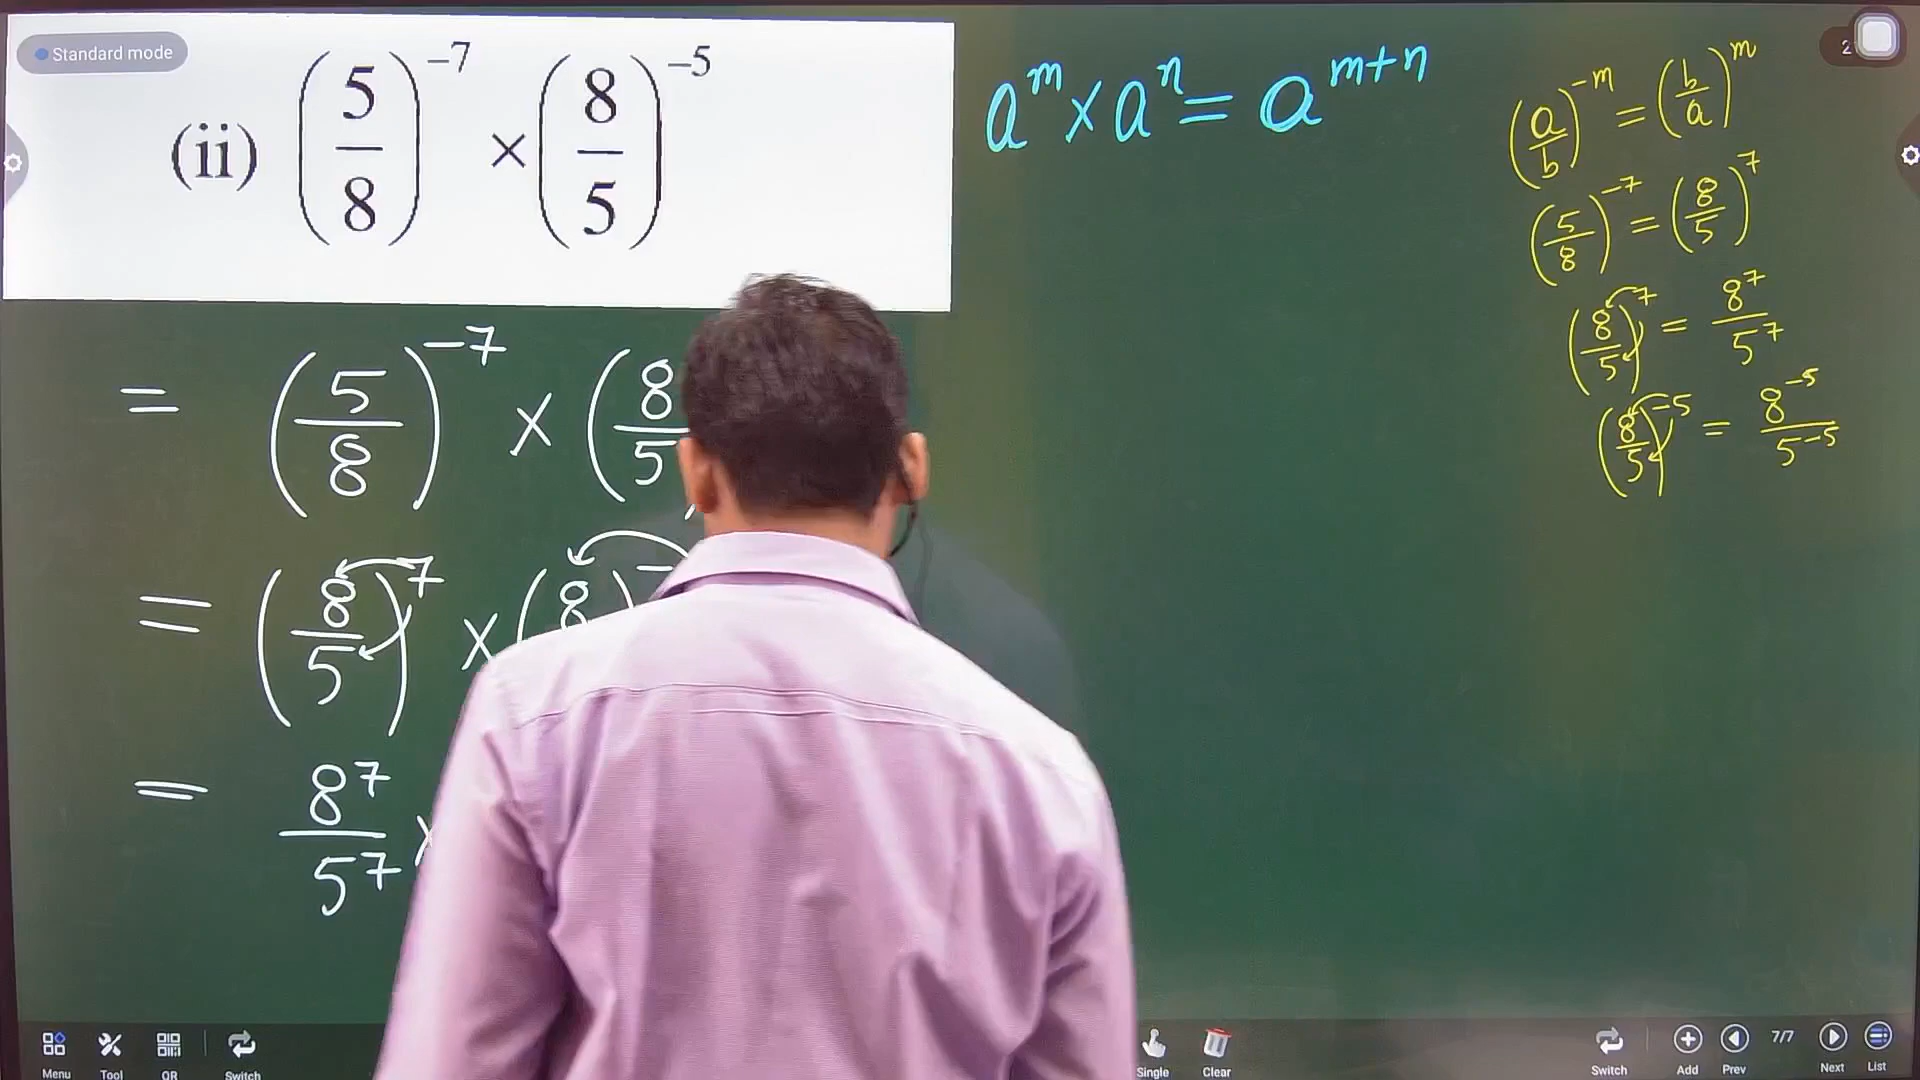 Standard mode
(ii) (5/8)^–7 × (8/5)^–5
a^m × a^n = a^m+n
(a/b)^-m = (b/a)^m
(5/8)^-7 = (8/5)^7
(8/5)^7 = 8^7/5^7
(8/5)^-5 = 8^-5/5^-5
= (5/8)^-7 × (8/5
= (8/5)^7 × (8 )^-
= 8^7/5^7 ×
Menu Tool QR Switch Single Clear Switch Add Prev 7/7 Next List